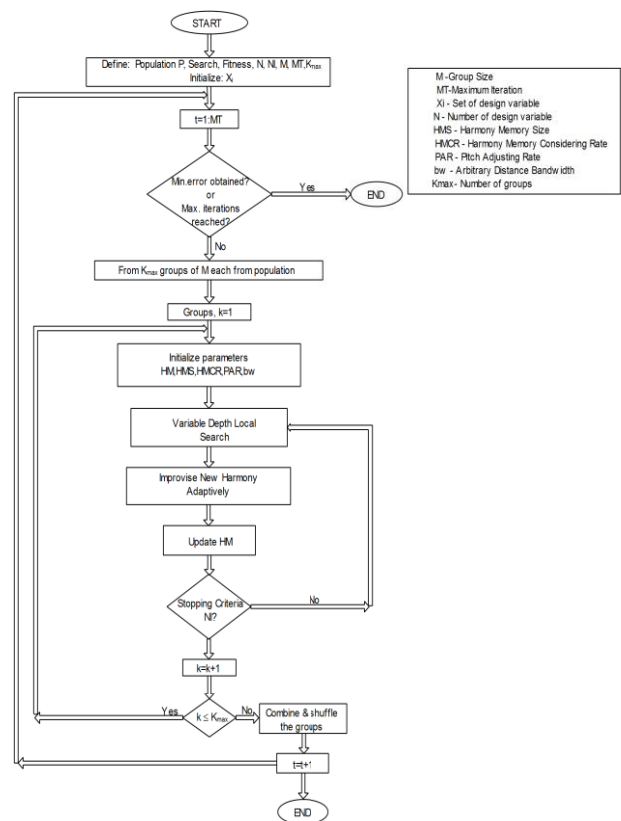 START
Define: Population P, Search, Fitness, N, NI, M, MT,Kmax
Initialize: Xi
t=1:MT
Min.error obtained?
or
Max. iterations
reached?
Yes
END
No
From Kmax groups of M each from population
Groups, k=1
Initialize parameters
HM,HMS,HMCR,PAR,bw
Variable Depth Local
Search
Improvise New Harmony
Adaptively
Update HM
Stopping Criteria
NI?
No
k=k+1
Yes
k ≤ Kmax
No
Combine & shuffle
the groups
t=t+1
END
M -Group Size
MT-Maximum Iteration
Xi - Set of design variable
N - Number of design variable
HMS - Harmony Memory Size
HMCR - Harmony Memory Considering Rate
PAR - Pitch Adjusting Rate
bw - Arbitrary Distance Bandwidth
Kmax- Number of groups